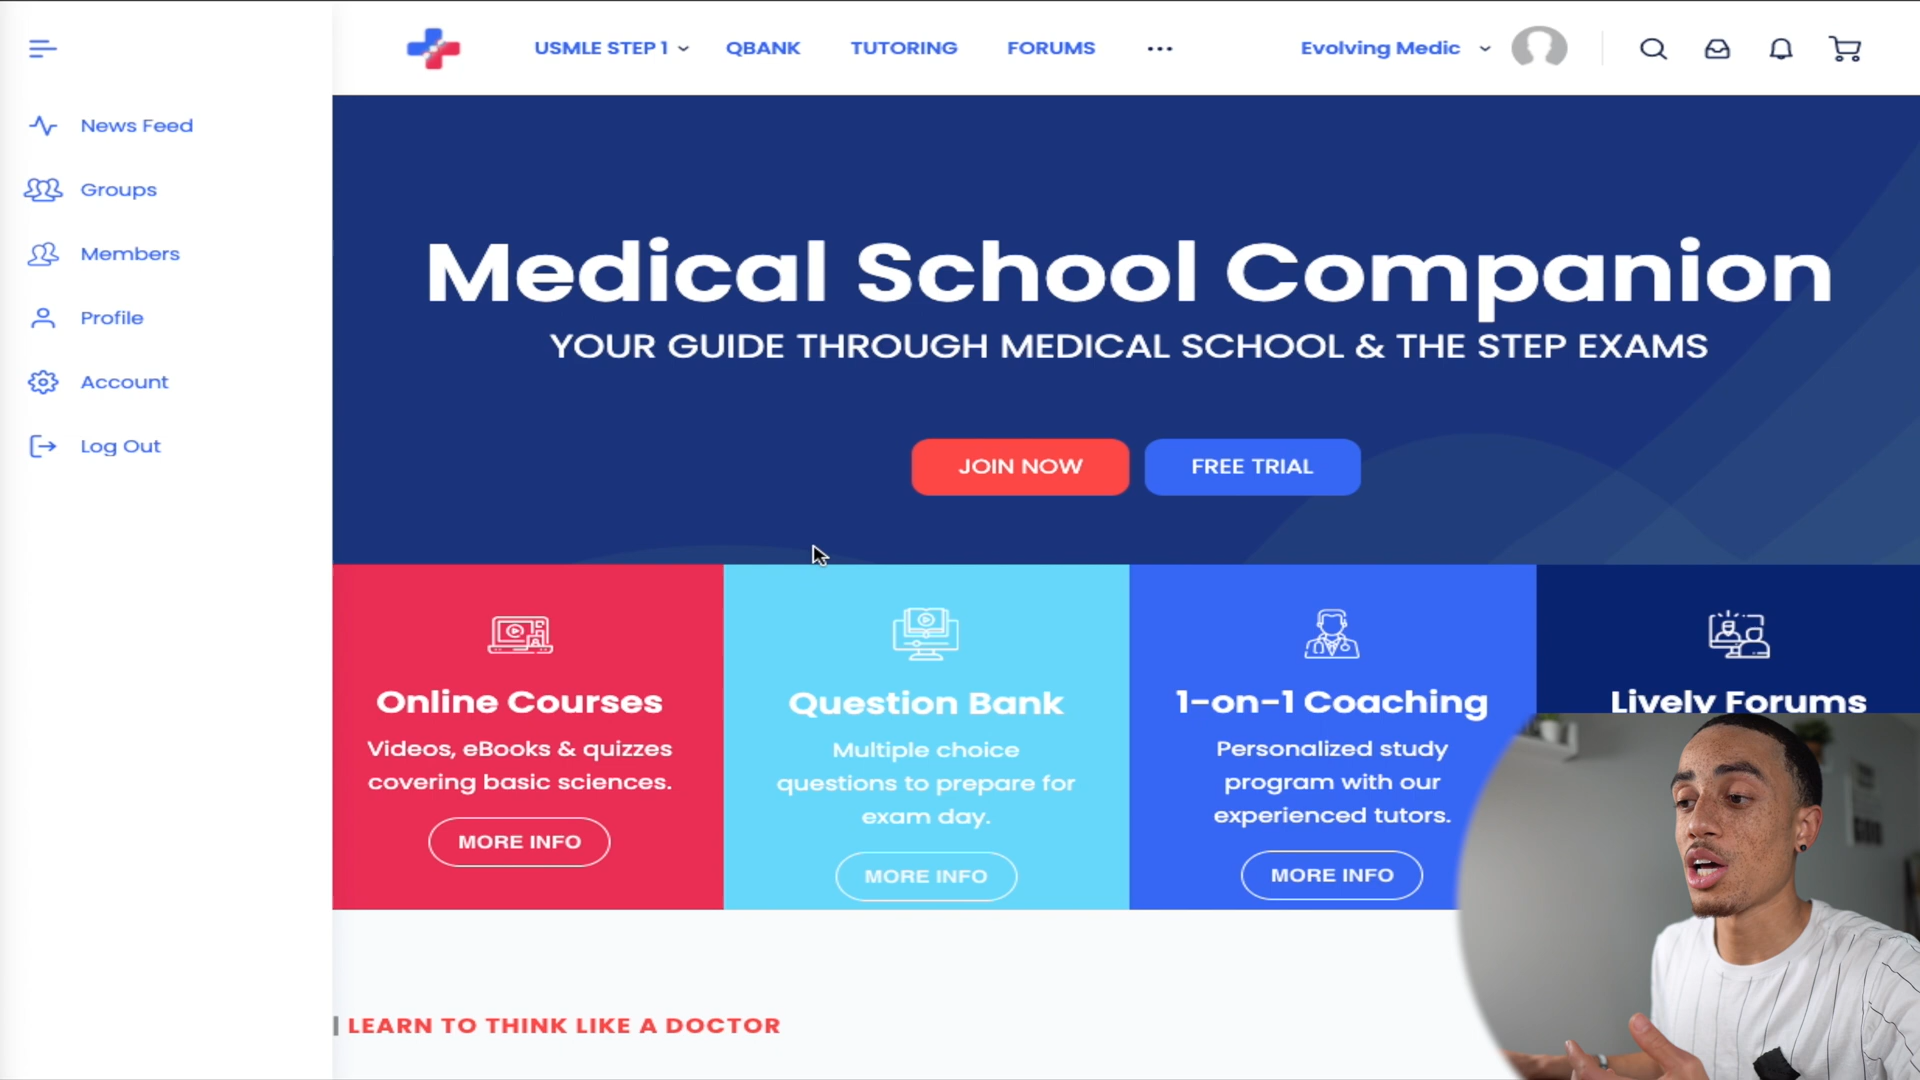 USMLE STEP 1
QBANK
TUTORING
FORUMS
Evolving Medic
News Feed
Groups
Members
Profile
Account
Log Out
Medical School Companion
YOUR GUIDE THROUGH MEDICAL SCHOOL & THE STEP EXAMS
JOIN NOW
FREE TRIAL
Online Courses
Videos, eBooks & quizzes
covering basic sciences.
MORE INFO
Question Bank
Multiple choice
questions to prepare for
exam day.
MORE INFO
1-on-1 Coaching
Personalized study
program with our
experienced tutors.
MORE INFO
Lively Forums
LEARN TO THINK LIKE A DOCTOR